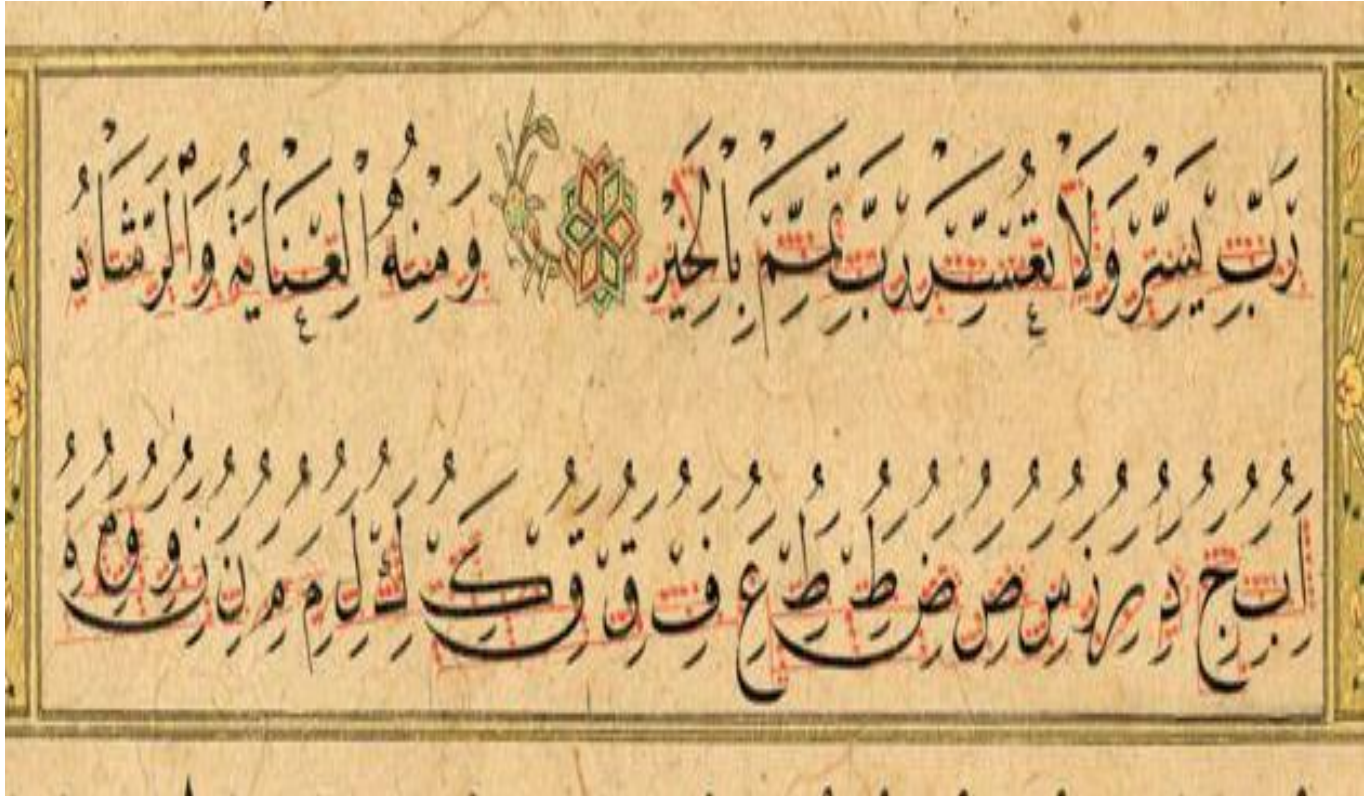 رَبِّ يَسِّرْ وَلَا تُعَسِّرْ رَبِّ تَمِّمْ بِالْخَيْرِ وَمِنْهُ الْعِنَايَةُ وَالرَّشَادُ
ا ب ج د ر ز س ص ض ط ط ع ف ق ق ك ك ل م م ن ن و و ه